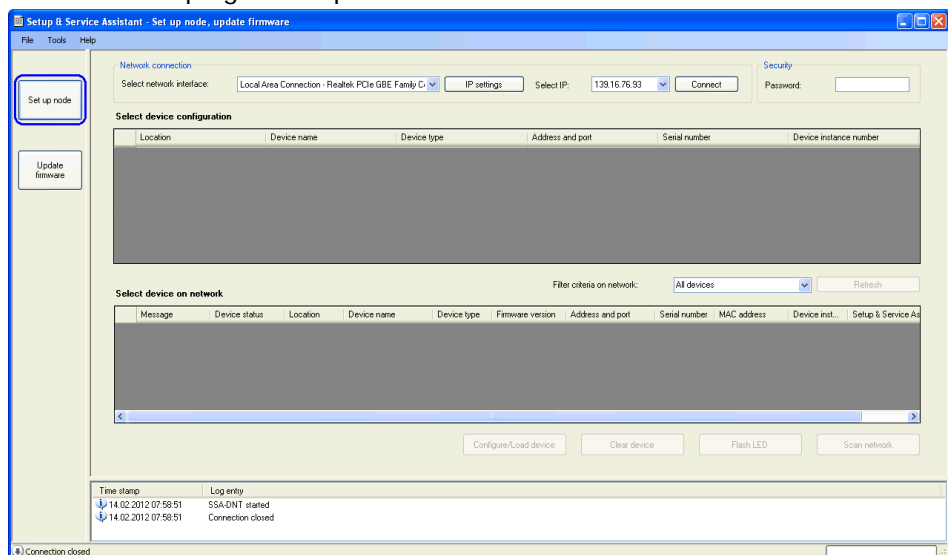 Setup & Service Assistant - Set up node, update firmware
File Tools Help
Network connection
Security
Select network interface: Local Area Connection - Realtek PCIe GBE Family C IP settings Select IP: 139.16.76.93 Connect Password:
Set up node
Select device configuration
Location Device name Device type Address and port Serial number Device instance number
Update
firmware
Filter criteria on network: All devices Refresh
Select device on network
Message Device status Location Device name Device type Firmware version Address and port Serial number MAC address Device inst... Setup & Service As
Configure/Load device Clear device Flash LED Scan network
Time stamp Log entry
14.02.2012 07:58:51 SSA-DNT started
14.02.2012 07:58:51 Connection closed
Connection closed